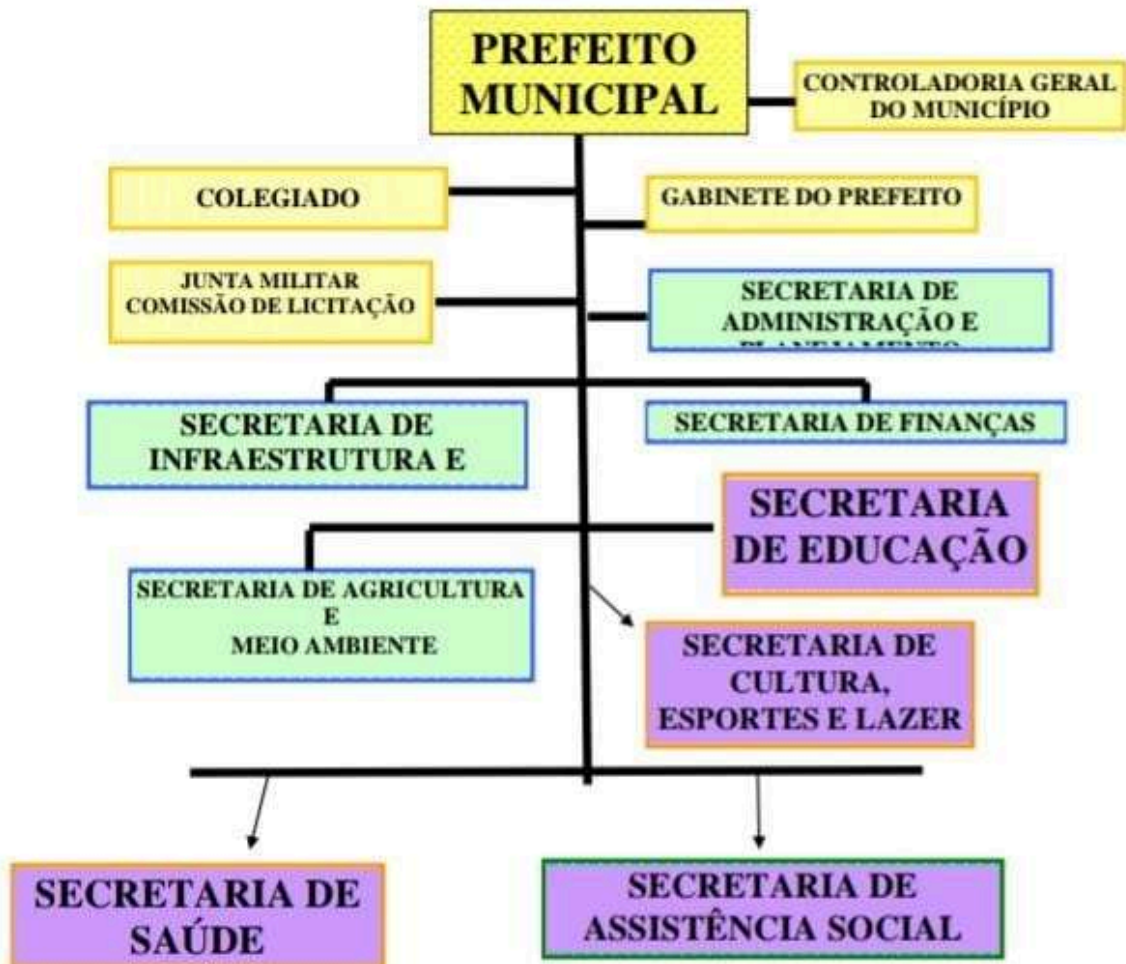 PREFEITO
MUNICIPAL
CONTROLADORIA GERAL
DO MUNICÍPIO
COLEGIADO
GABINETE DO PREFEITO
JUNTA MILITAR
COMISSÃO DE LICITAÇÃO
SECRETARIA DE
ADMINISTRAÇÃO E
PLANEJAMENTO
SECRETARIA DE
INFRAESTRUTURA E
SECRETARIA DE FINANÇAS
SECRETARIA
DE EDUCAÇÃO
SECRETARIA DE AGRICULTURA
E
MEIO AMBIENTE
SECRETARIA DE
CULTURA,
ESPORTES E LAZER
SECRETARIA DE
SAÚDE
SECRETARIA DE
ASSISTÊNCIA SOCIAL